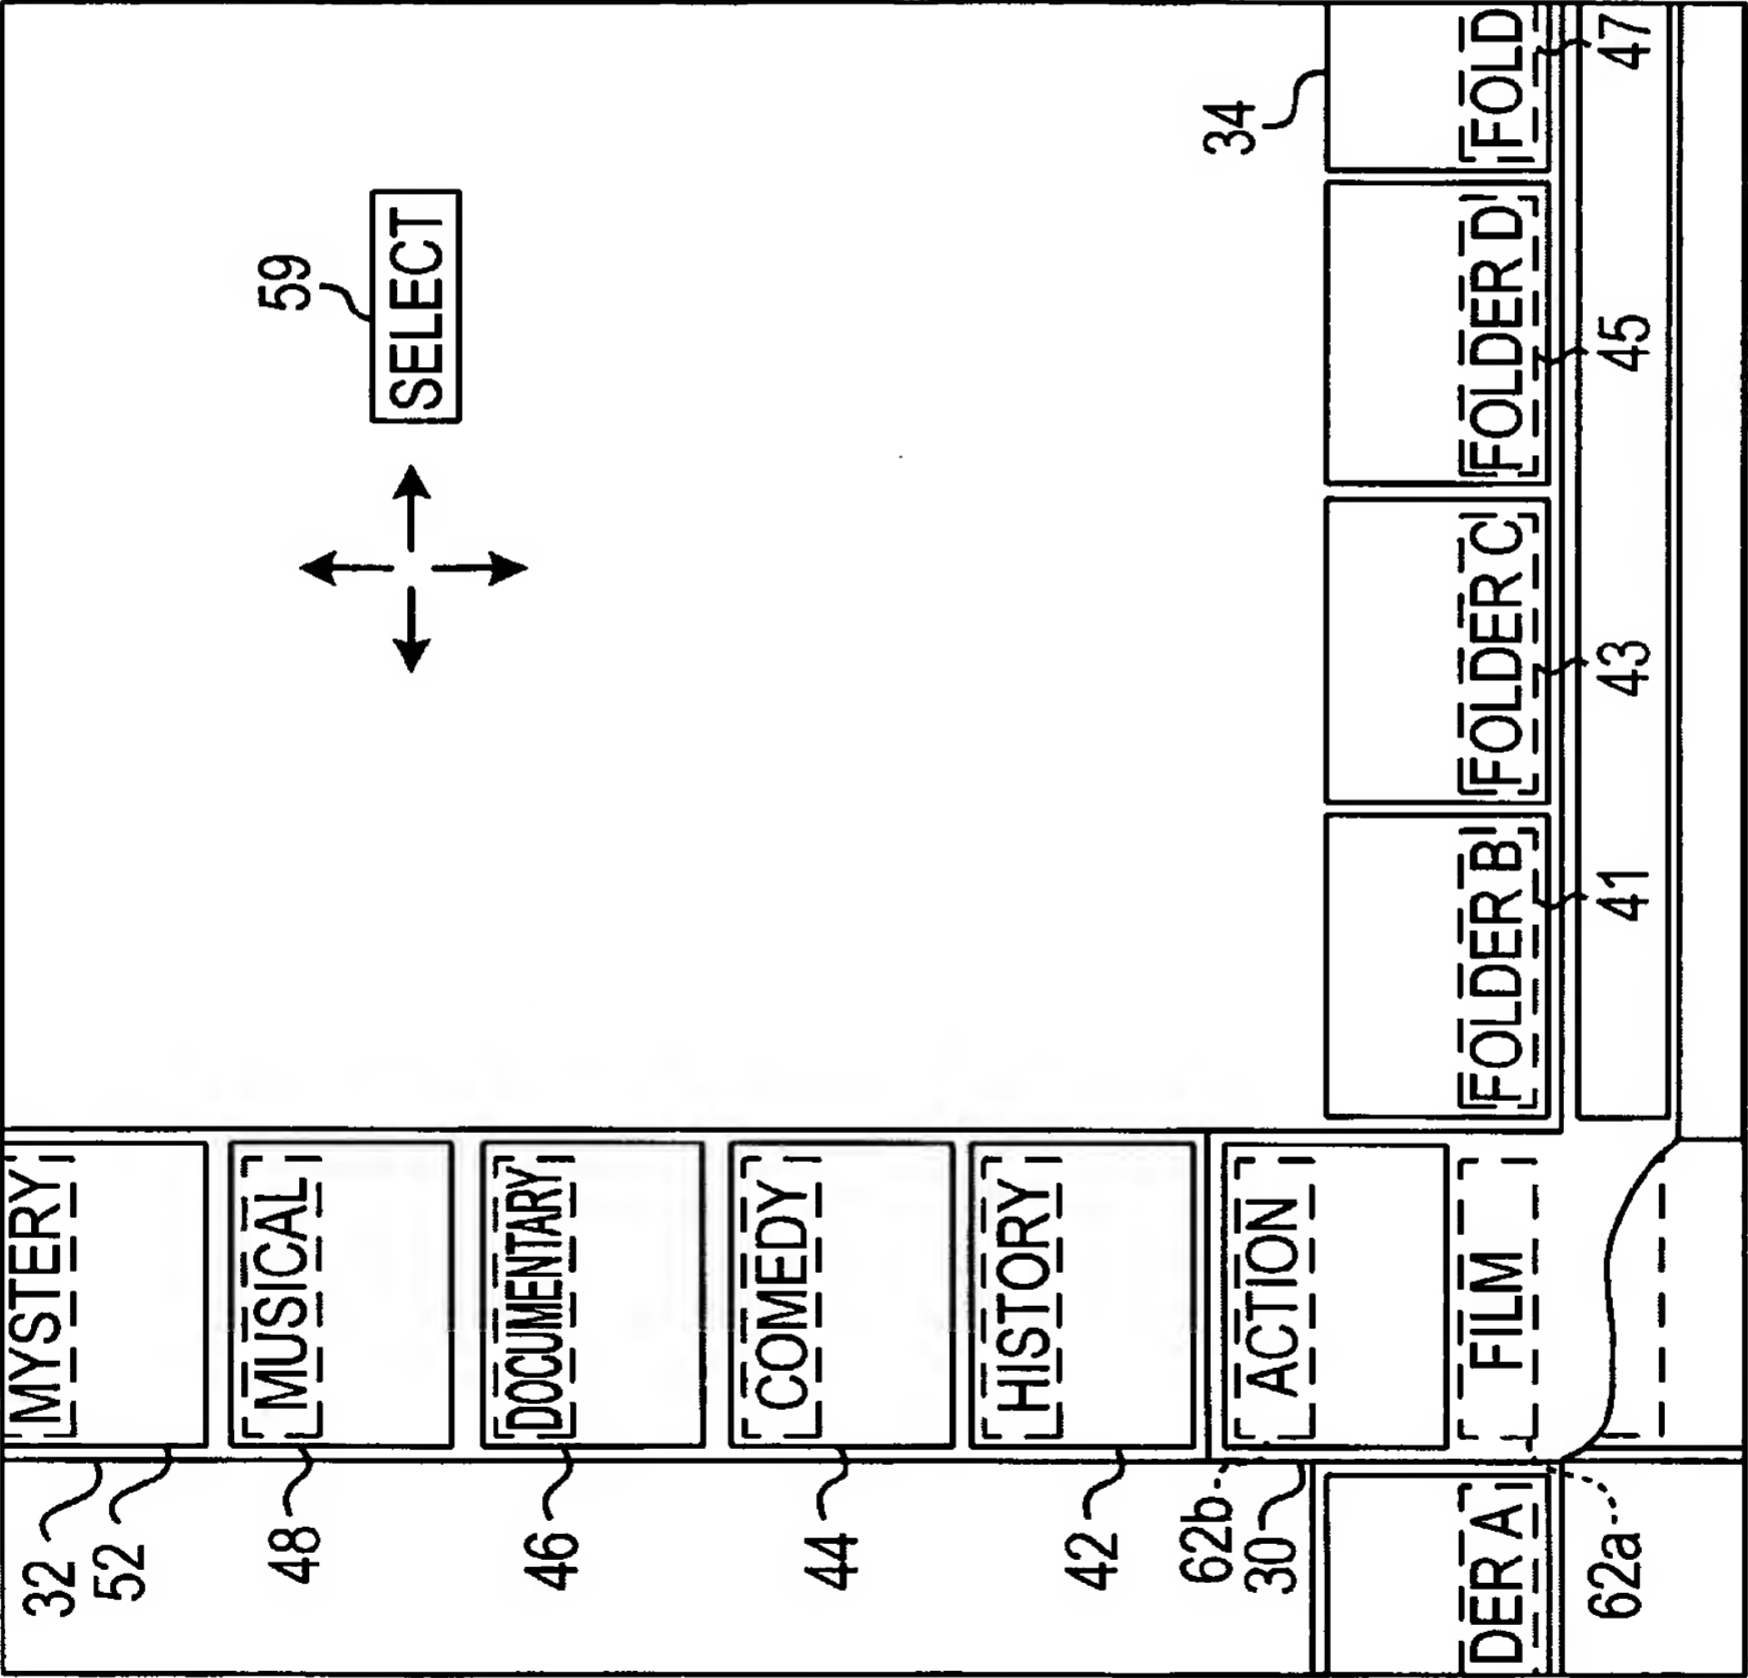 32
MYSTERY
52
48
MUSICAL
59
SELECT
46
DOCUMENTARY
44
COMEDY
42
HISTORY
62b
34
30
ACTION
DER A
FILM
FOLDER B
FOLDER C
FOLDER D
FOLD
62a
41
43
45
47